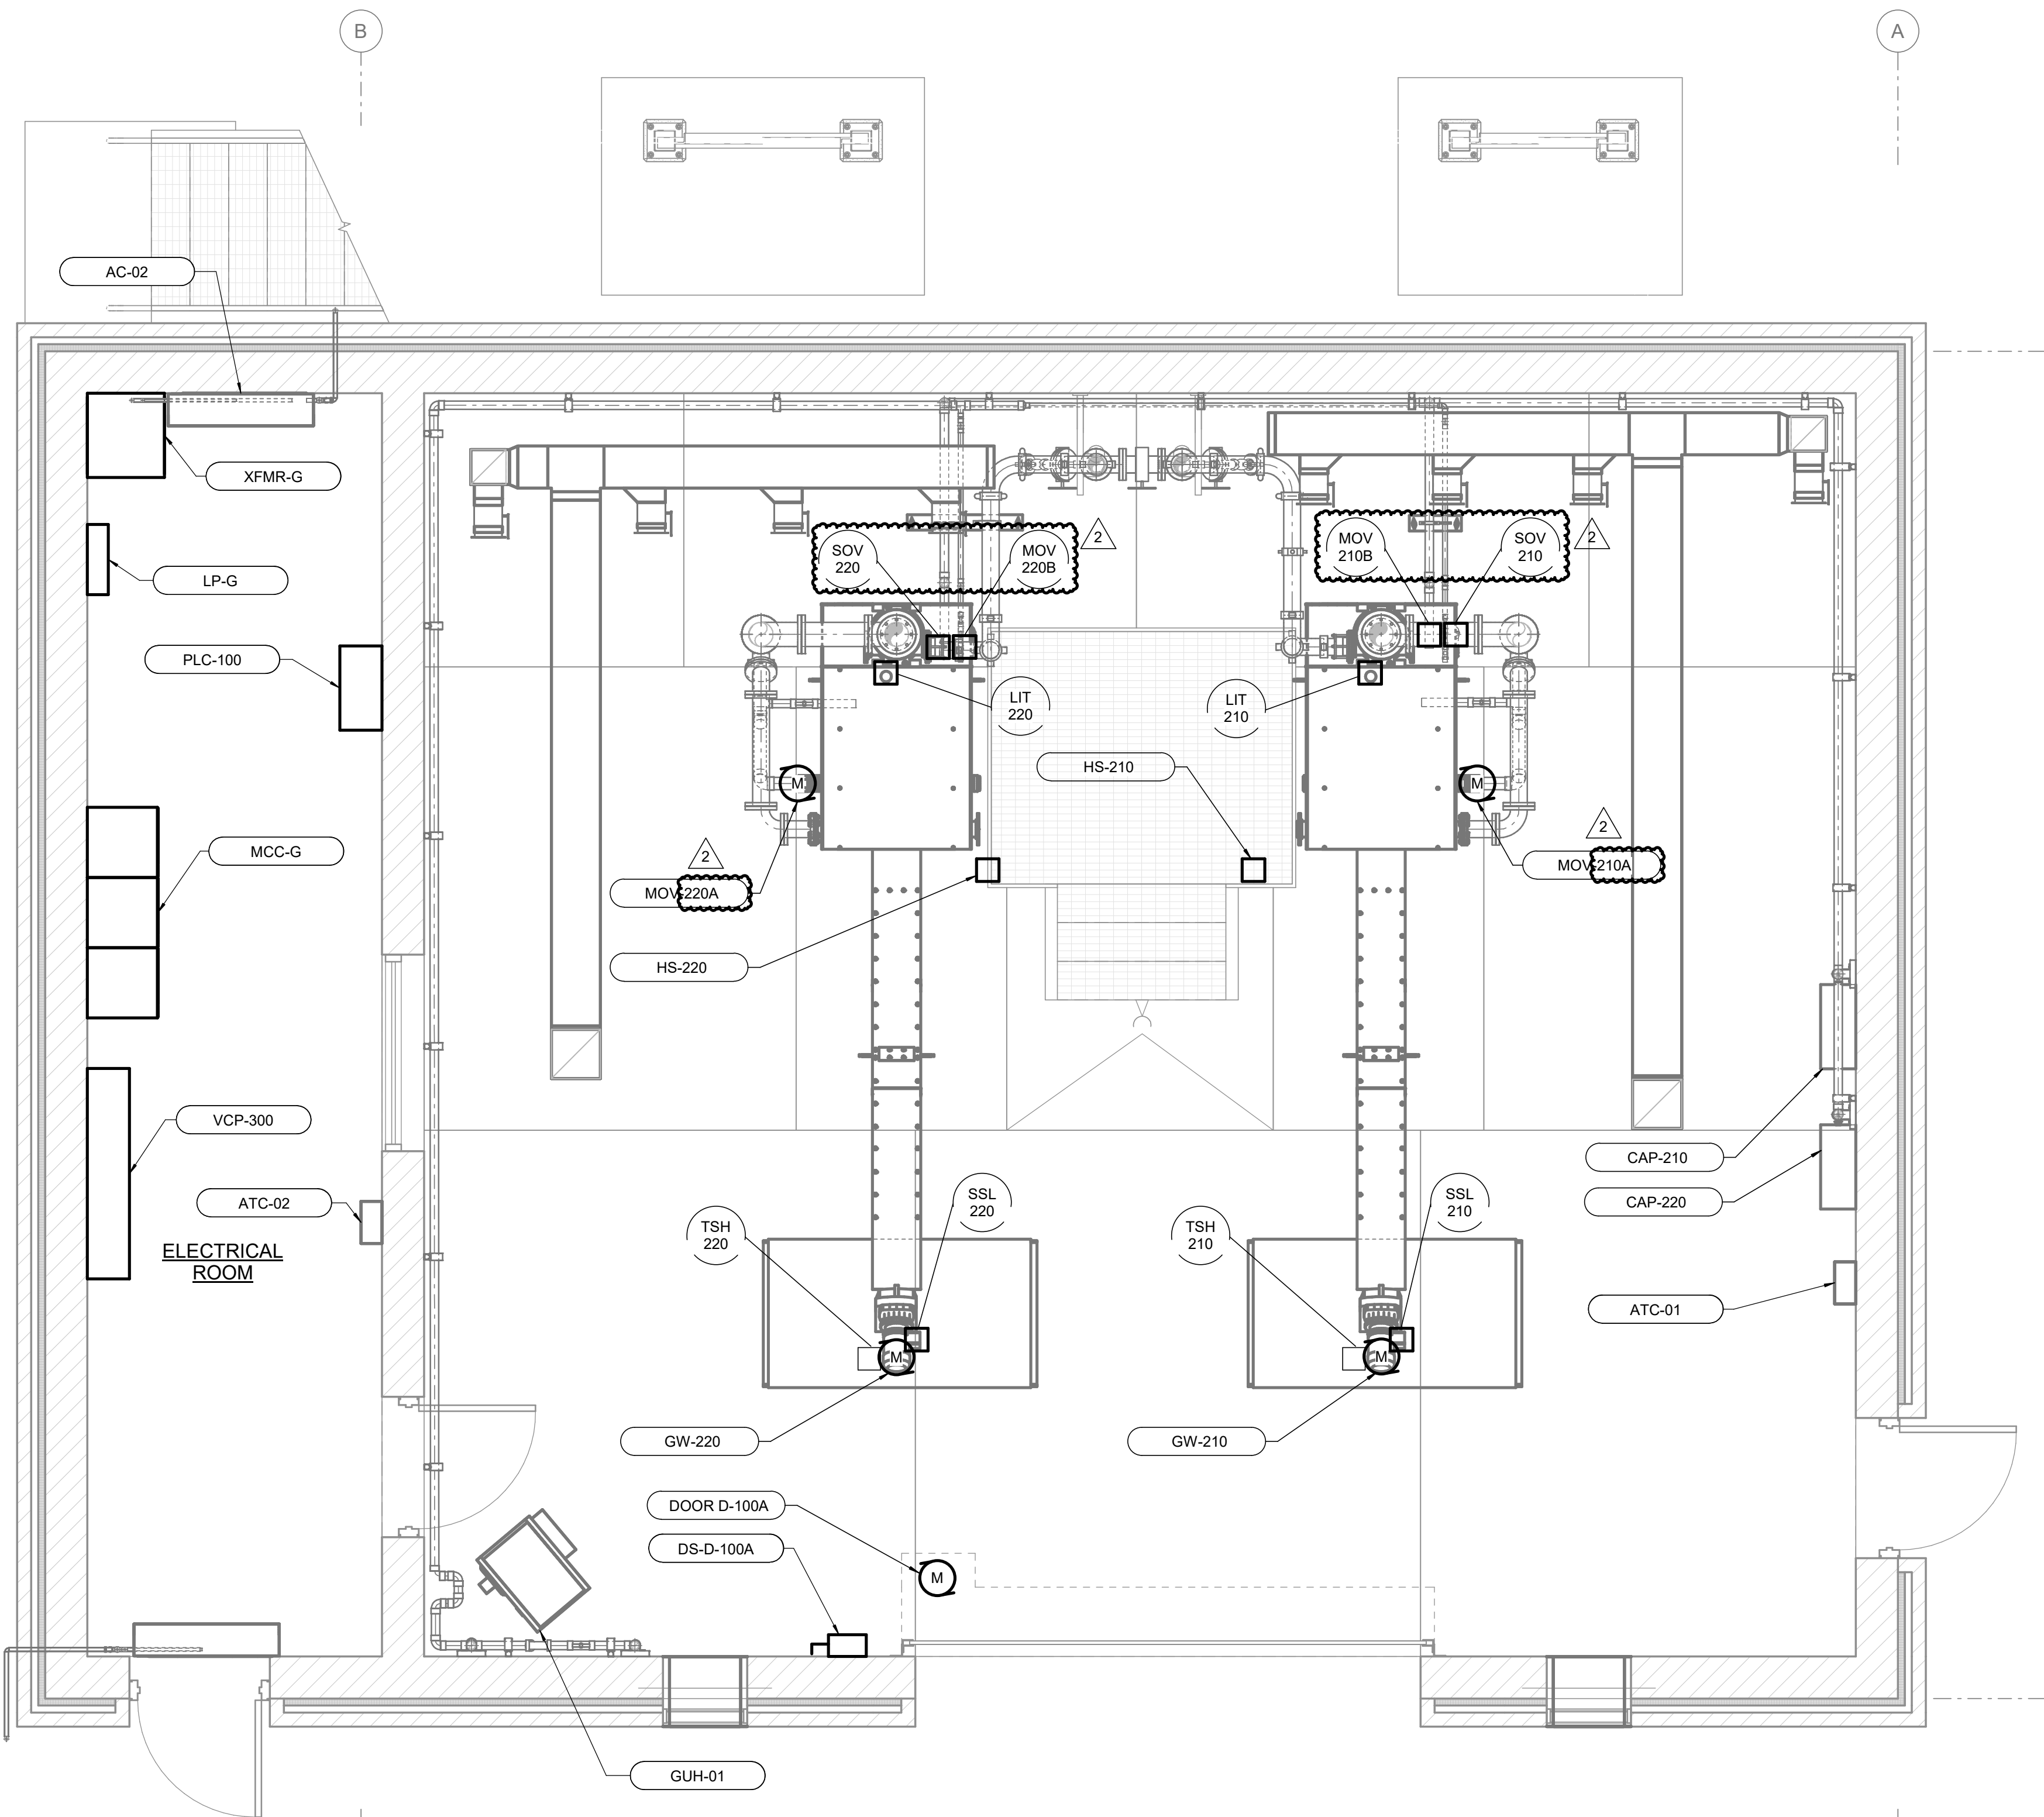 B
A
AC-02
XFMR-G
LP-G
PLC-100
MCC-G
VCP-300
ATC-02
ELECTRICAL
ROOM
SOV
220
MOV
220B
2
MOV
210B
SOV
210
2
LIT
220
LIT
210
HS-210
M
M
2
MOV-220A
2
MOV-210A
HS-220
CAP-210
CAP-220
ATC-01
TSH
220
SSL
220
TSH
210
SSL
210
M
M
GW-220
GW-210
DOOR D-100A
DS-D-100A
M
GUH-01